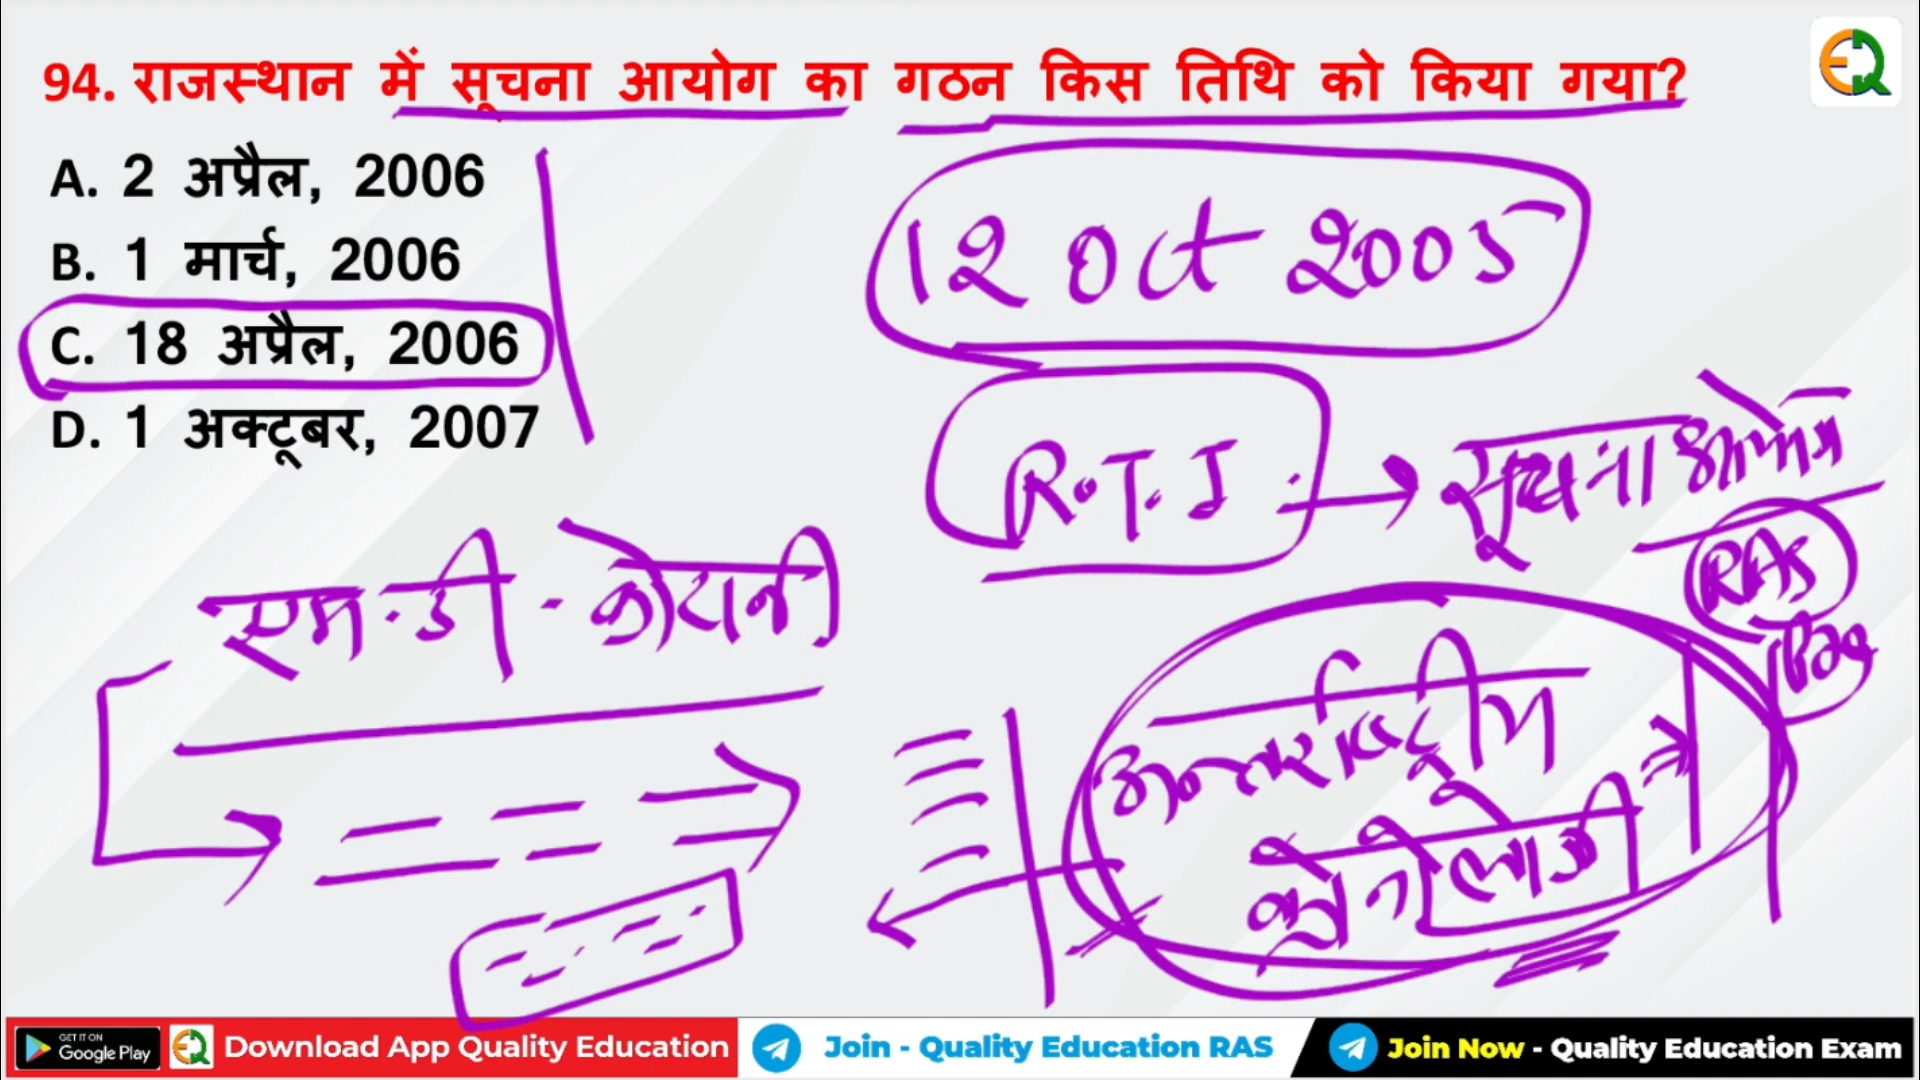 94. राजस्थान में सूचना आयोग का गठन किस तिथि को किया गया?
A. 2 अप्रैल, 2006
B. 1 मार्च, 2006
C. 18 अप्रैल, 2006
D. 1 अक्टूबर, 2007
12 Oct 2005
R.T.I. → सूचना आयोग
RAS
एम.डी. कोरानी
अन्तर्राष्ट्रीय
क्रोनोलॉजी
GET IT ON
Google Play
EQ
Download App Quality Education
Join - Quality Education RAS
Join Now - Quality Education Exam